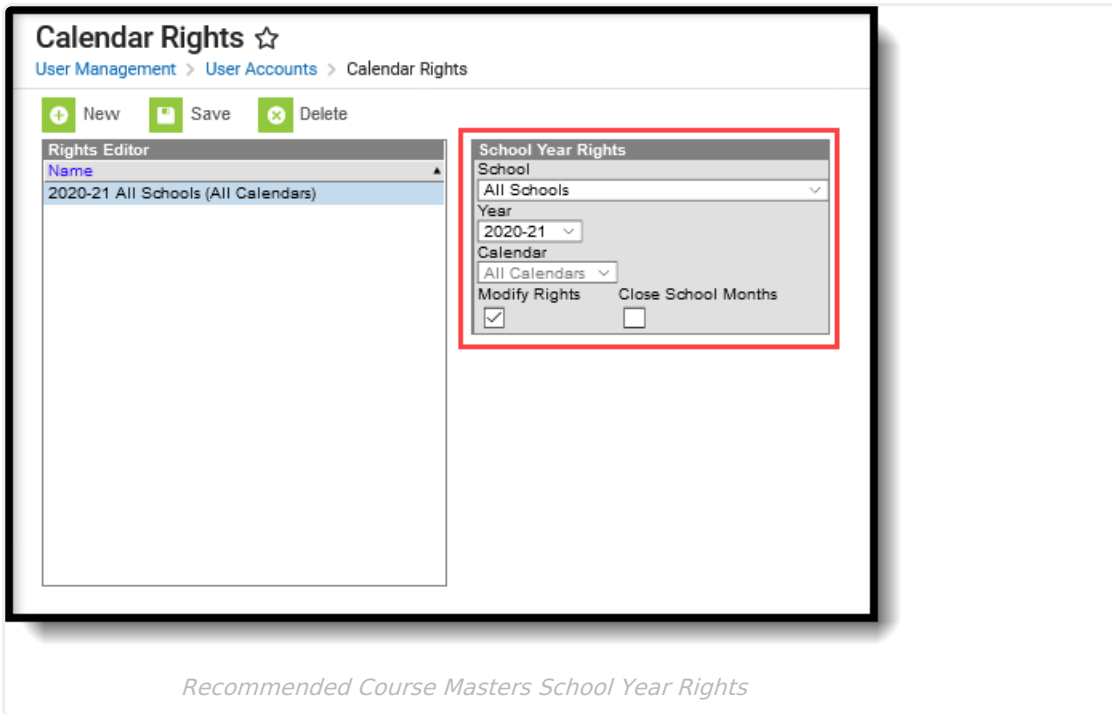 Calendar Rights
User Management > User Accounts > Calendar Rights
New Save Delete
Rights Editor
Name
2020-21 All Schools (All Calendars)
School Year Rights
School
All Schools
Year
2020-21
Calendar
All Calendars
Modify Rights Close School Months
Recommended Course Masters School Year Rights